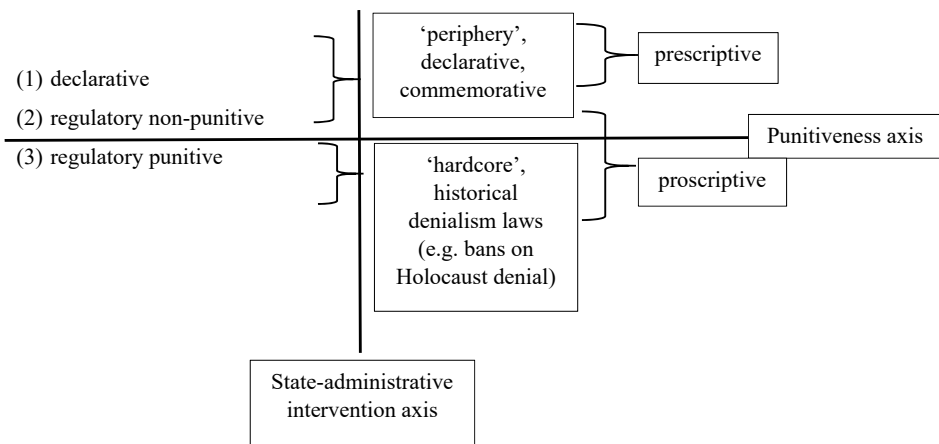 (1) declarative
(2) regulatory non-punitive
(3) regulatory punitive
‘periphery’,
declarative,
commemorative
prescriptive
Punitiveness axis
‘hardcore’,
historical
denialism laws
(e.g. bans on
Holocaust denial)
proscriptive
State-administrative
intervention axis